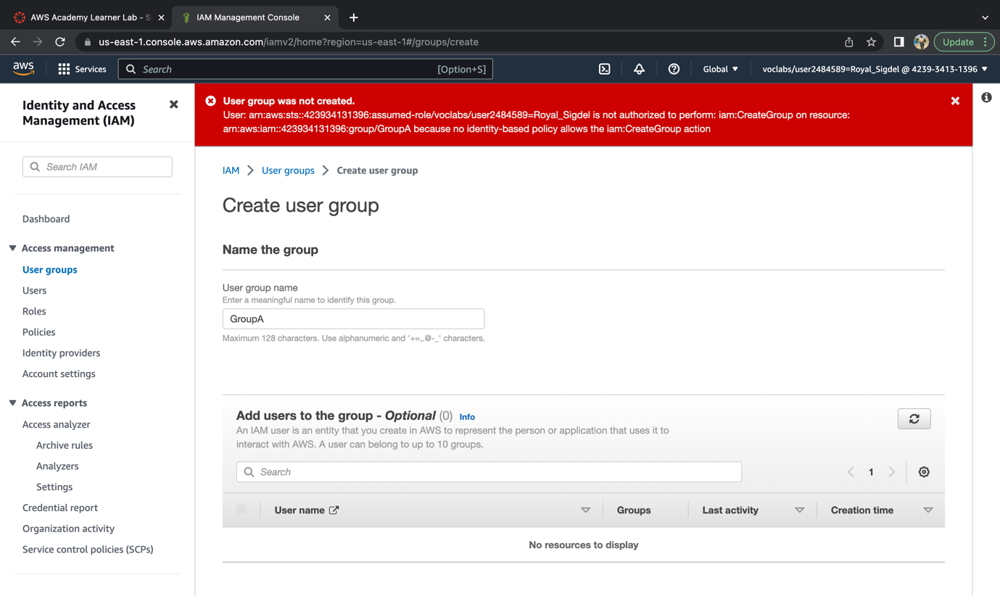 AWS Academy Learner Lab - S
IAM Management Console
us-east-1.console.aws.amazon.com/iamv2/home?region=us-east-1#/groups/create
Update
aws
Services
Search
[Option+S]
Global
voclabs/user2484589=Royal_Sigdel @ 4239-3413-1396
Identity and Access
Management (IAM)
Search IAM
Dashboard
Access management
User groups
Users
Roles
Policies
Identity providers
Account settings
Access reports
Access analyzer
Archive rules
Analyzers
Settings
Credential report
Organization activity
Service control policies (SCPs)
User group was not created.
User: arn:aws:sts::423934131396:assumed-role/voclabs/user2484589=Royal_Sigdel is not authorized to perform: iam:CreateGroup on resource:
arn:aws:iam::423934131396:group/GroupA because no identity-based policy allows the iam:CreateGroup action
IAM
User groups
Create user group
Create user group
Name the group
User group name
Enter a meaningful name to identify this group.
GroupA
Maximum 128 characters. Use alphanumeric and '+=,.@-_' characters.
Add users to the group - Optional (0) Info
An IAM user is an entity that you create in AWS to represent the person or application that uses it to
interact with AWS. A user can belong to up to 10 groups.
Search
1
User name
Groups
Last activity
Creation time
No resources to display